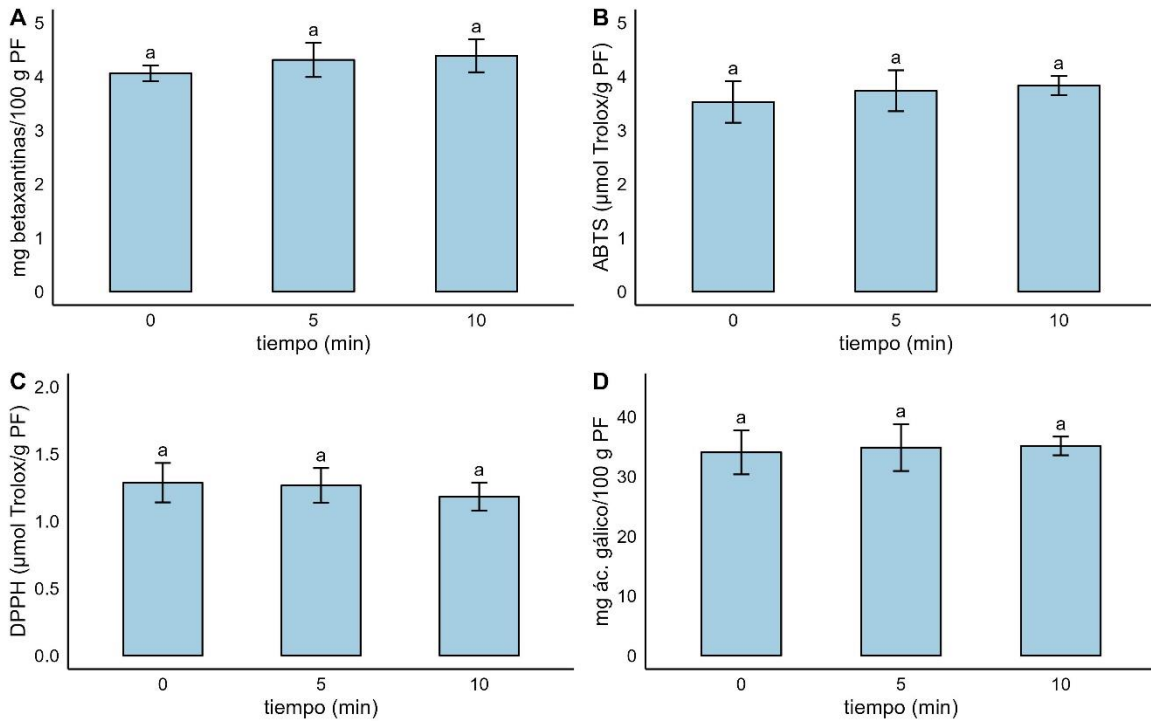 A
mg betaxantinas/100 g PF
5
4
3
2
1
0
a
a
a
0
5
10
tiempo (min)
B
ABTS (µmol Trolox/g PF)
5
4
3
2
1
0
a
a
a
0
5
10
tiempo (min)
C
DPPH (µmol Trolox/g PF)
2.0
1.5
1.0
0.5
0.0
a
a
a
0
5
10
tiempo (min)
D
mg ác. gálico/100 g PF
40
30
20
10
0
a
a
a
0
5
10
tiempo (min)